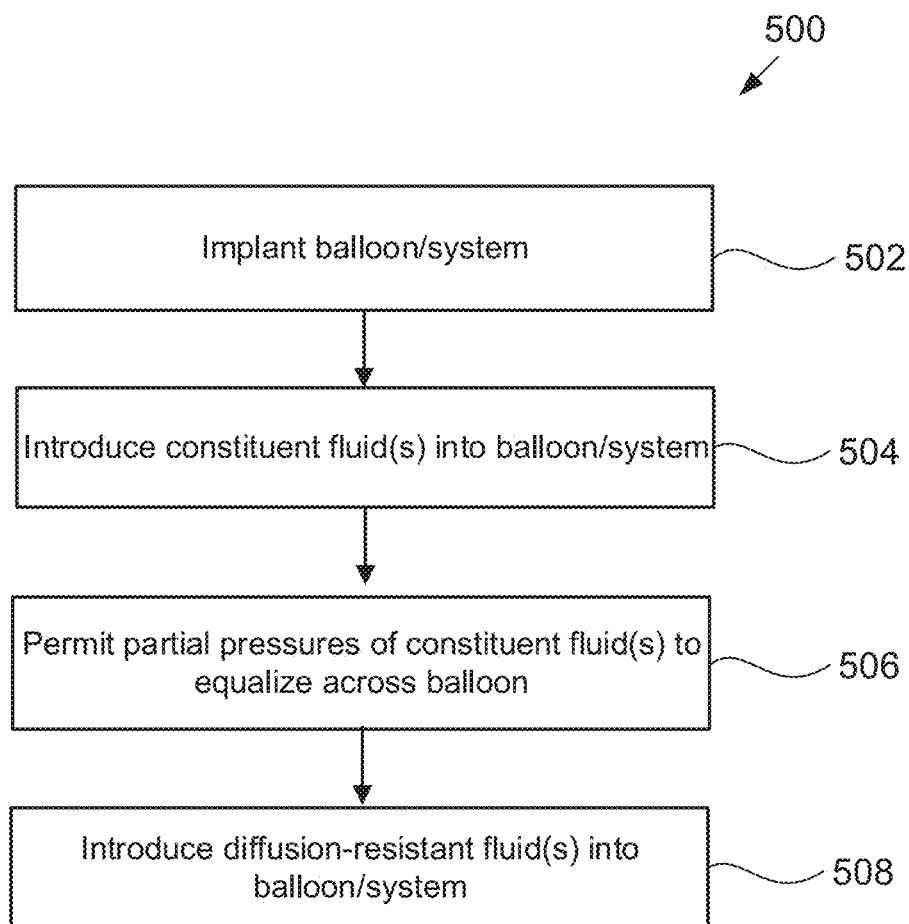 500
Implant balloon/system
502
Introduce constituent fluid(s) into balloon/system
504
Permit partial pressures of constituent fluid(s) to
equalize across balloon
506
Introduce diffusion-resistant fluid(s) into
balloon/system
508